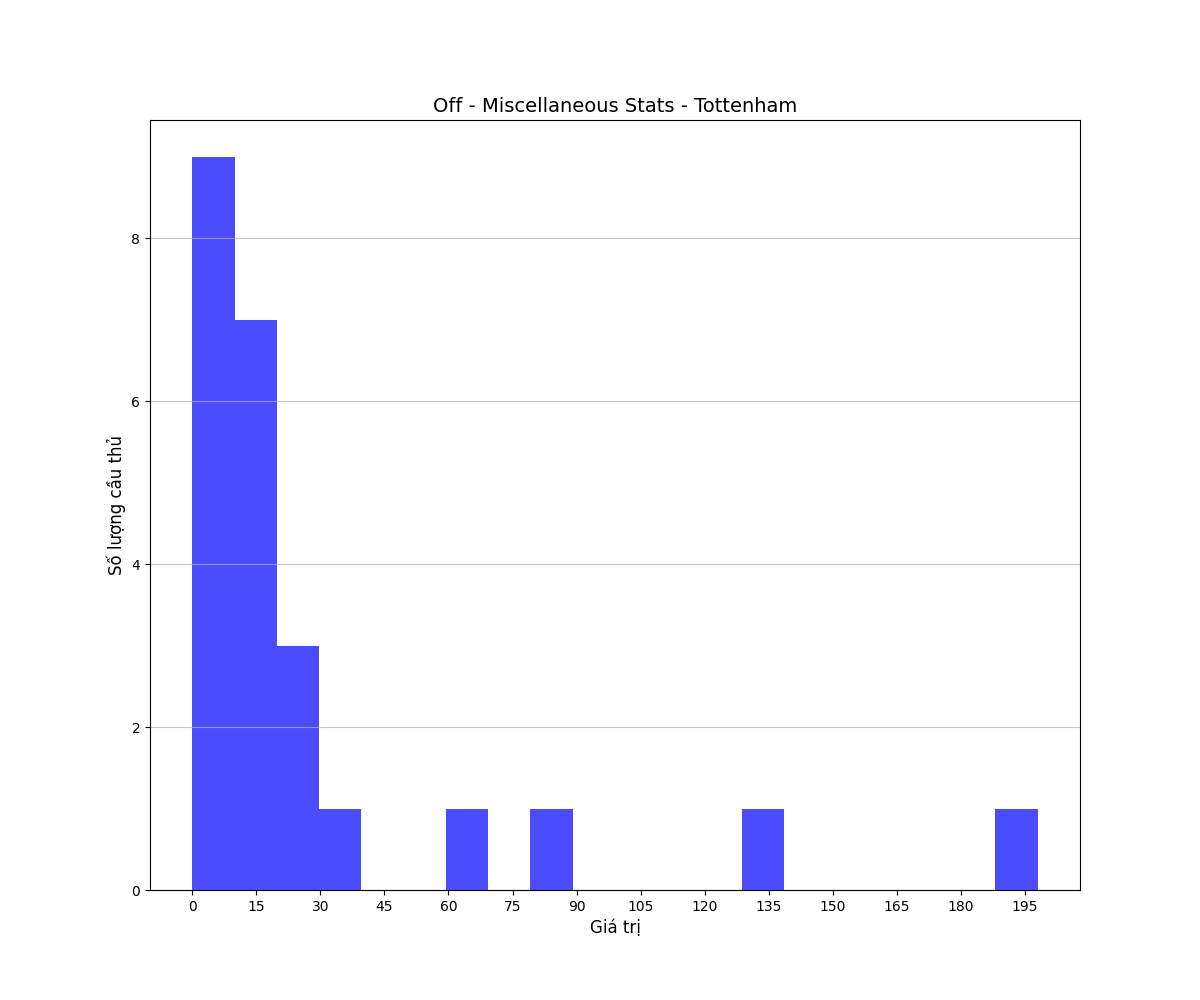 Off - Miscellaneous Stats - Tottenham
Số lượng cầu thủ
8
6
4
2
0
0 15 30 45 60 75 90 105 120 135 150 165 180 195
Giá trị